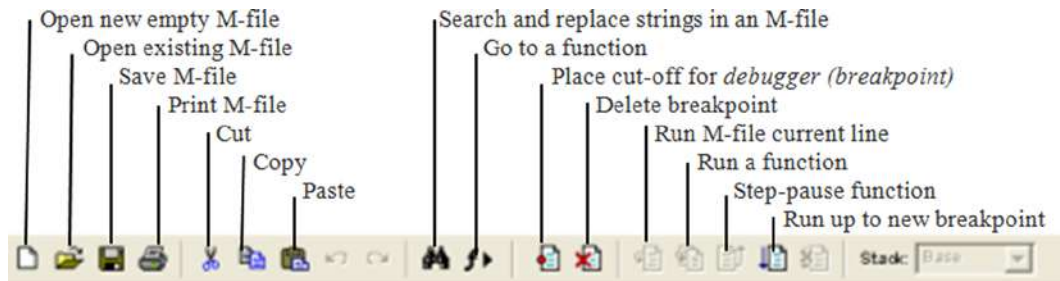 Open new empty M-file
Open existing M-file
Save M-file
Print M-file
Cut
Copy
Paste
Search and replace strings in an M-file
Go to a function
Place cut-off for debugger (breakpoint)
Delete breakpoint
Run M-file current line
Run a function
Step-pause function
Run up to new breakpoint
Stack: Base